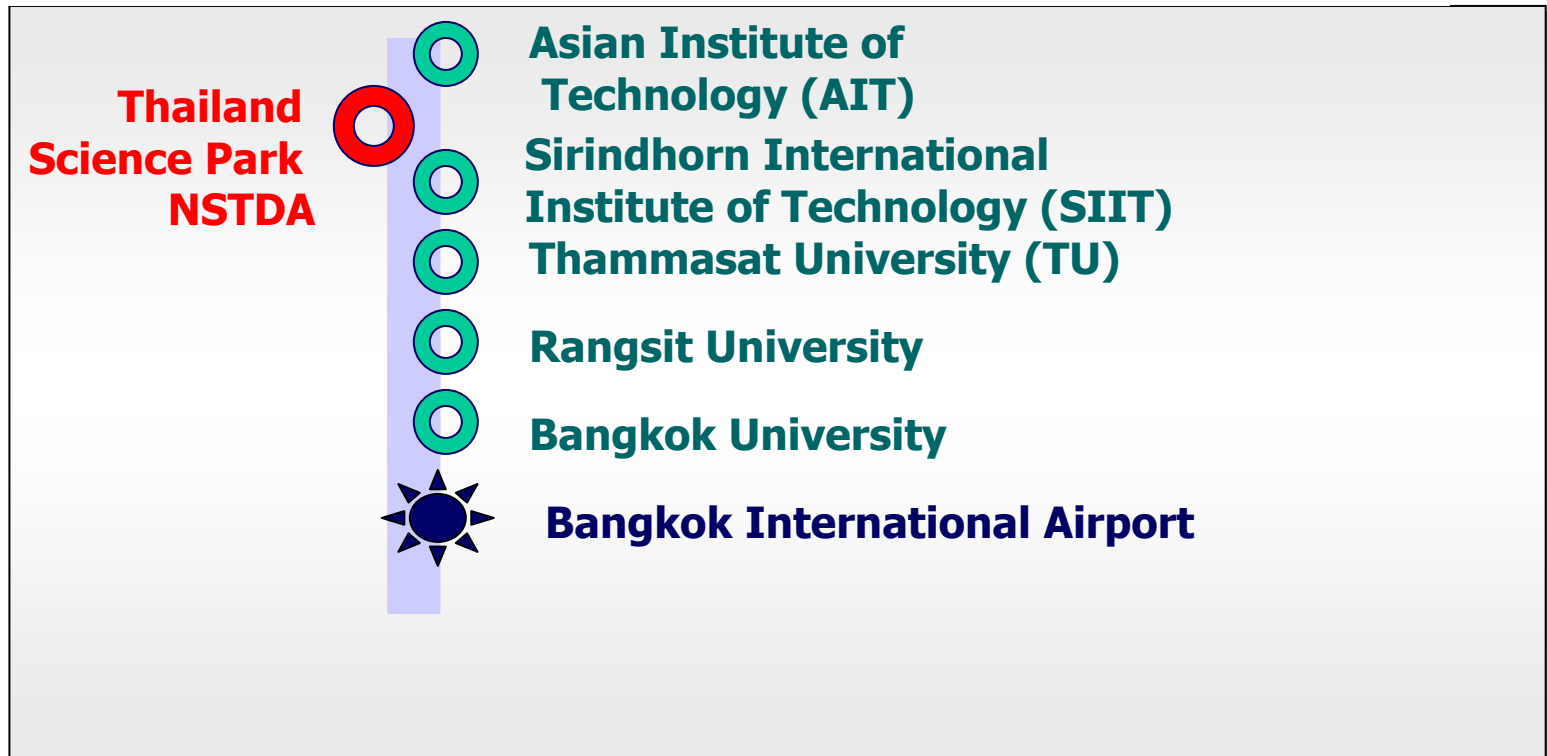 Asian Institute of
Technology (AIT)
Thailand
Science Park
NSTDA
Sirindhorn International
Institute of Technology (SIIT)
Thammasat University (TU)
Rangsit University
Bangkok University
Bangkok International Airport